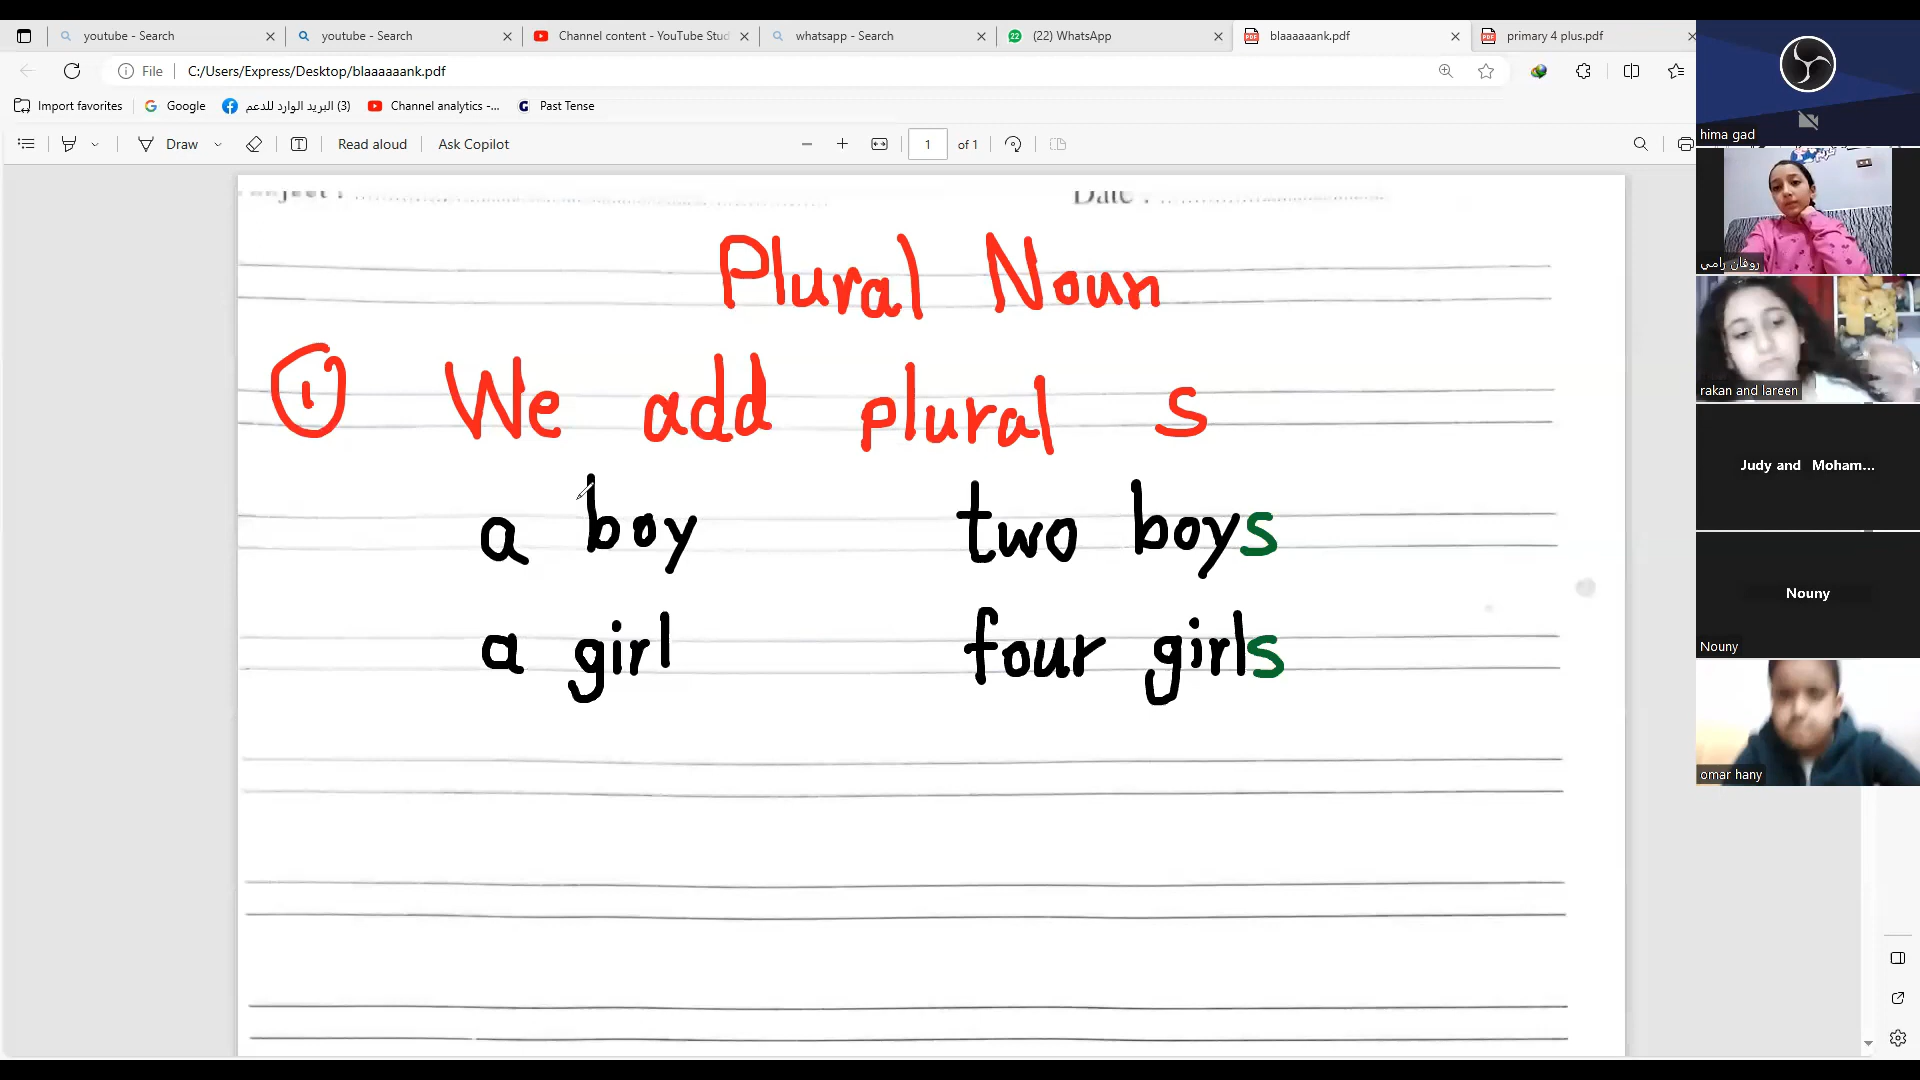 youtube - Search
youtube - Search
Channel content - YouTube Stud
whatsapp - Search
(22) WhatsApp
blaaaaaank.pdf
primary 4 plus.pdf
File
C:/Users/Express/Desktop/blaaaaaank.pdf
Import favorites
Google
(3) البريد الوارد للدعم
Channel analytics -...
Past Tense
Draw
Read aloud
Ask Copilot
1
of 1
Date :
Plural Noun
1 We add plural s
a boy two boys
a girl four girls
hima gad
روفان رامي
rakan and lareen
Judy and Moham...
Nouny
Nouny
omar hany